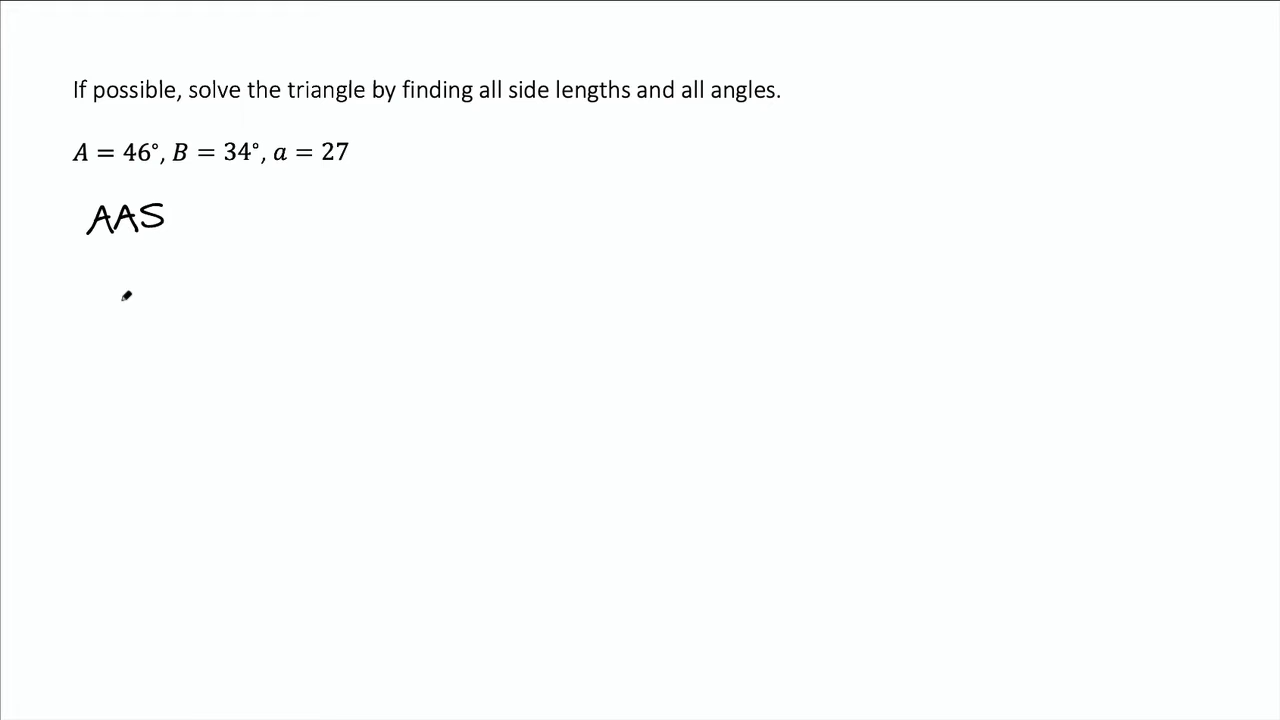 If possible, solve the triangle by finding all side lengths and all angles.
A = 46°, B = 34°, a = 27
AAS